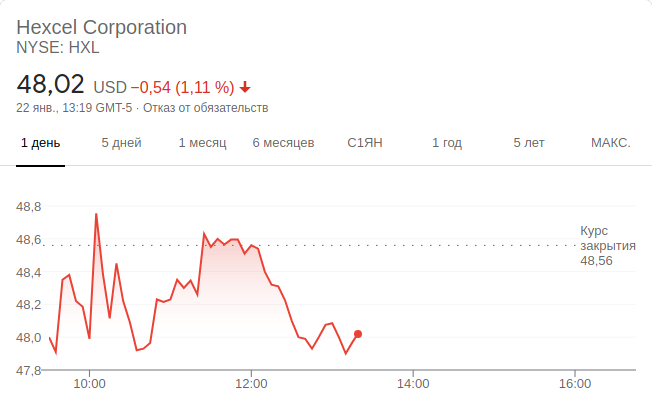 Hexcel Corporation
NYSE: HXL
48,02 USD −0,54 (1,11 %)
22 янв., 13:19 GMT-5 · Отказ от обязательств
1 день 5 дней 1 месяц 6 месяцев С1ЯН 1 год 5 лет МАКС.
48,8
48,6
48,4
48,2
48,0
47,8
Курс
закрытия
48,56
10:00 12:00 14:00 16:00